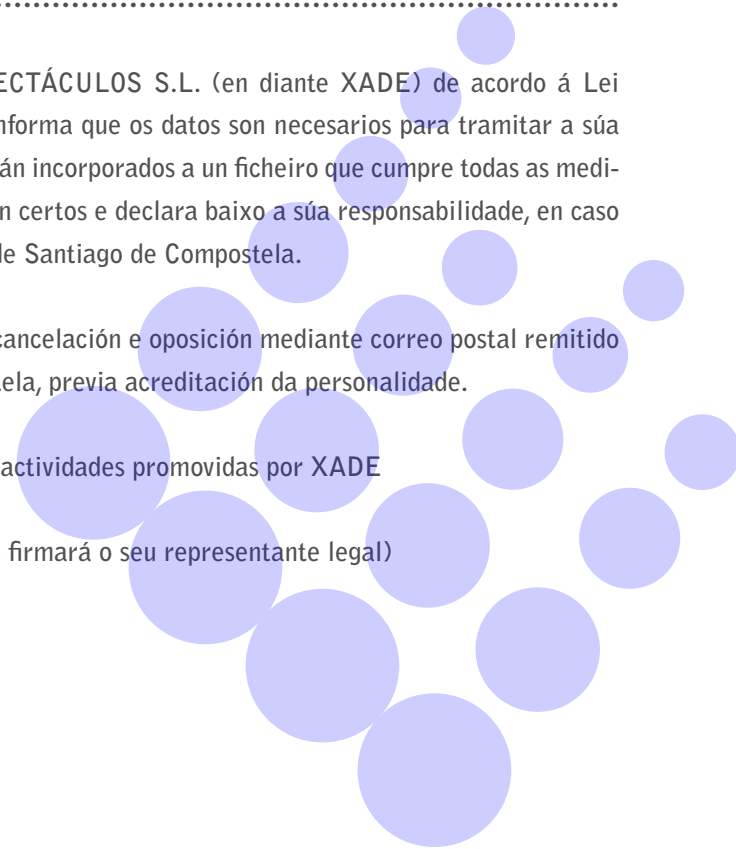 ECTÁCULOS S.L. (en diante XADE) de acordo á Lei
nforma que os datos son necesarios para tramitar a súa
án incorporados a un ficheiro que cumpre todas as medi-
n certos e declara baixo a súa responsabilidade, en caso
de Santiago de Compostela.
cancelación e oposición mediante correo postal remitido
ela, previa acreditación da personalidade.
actividades promovidas por XADE
firmará o seu representante legal)